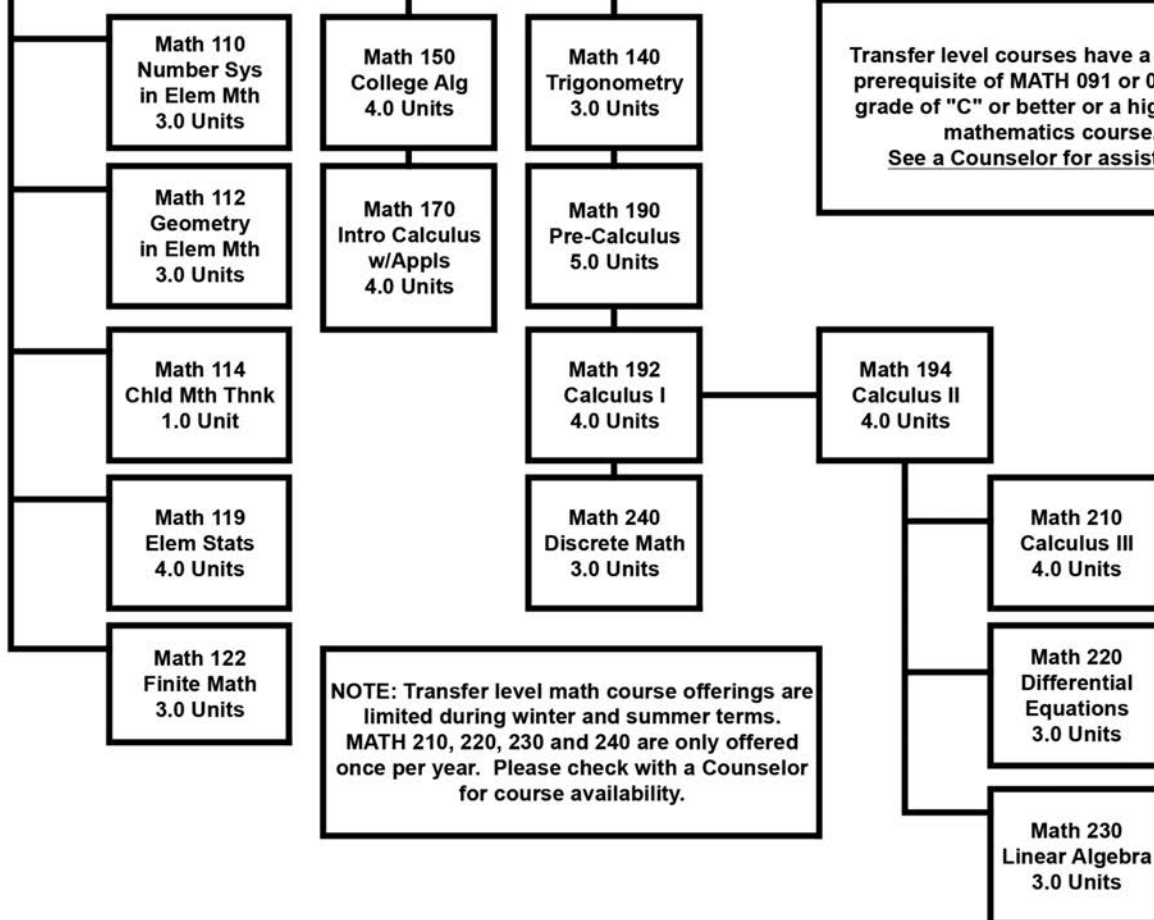 Math 110
Number Sys
in Elem Mth
3.0 Units
Math 150
College Alg
4.0 Units
Math 140
Trigonometry
3.0 Units
Transfer level courses have a
prerequisite of MATH 091 or
grade of "C" or better or a
mathematics course.
See a Counselor for
Math 112
Geometry
in Elem Mth
3.0 Units
Math 170
Intro Calculus
w/Appls
4.0 Units
Math 190
Pre-Calculus
5.0 Units
Math 114
Chld Mth Thnk
1.0 Unit
Math 192
Calculus I
4.0 Units
Math 194
Calculus II
4.0 Units
Math 119
Elem Stats
4.0 Units
Math 240
Discrete Math
3.0 Units
Math 210
Calculus III
4.0 Units
Math 122
Finite Math
3.0 Units
NOTE: Transfer level math course offerings are
limited during winter and summer terms.
MATH 210, 220, 230 and 240 are only offered
once per year. Please check with a Counselor
for course availability.
Math 220
Differential
Equations
3.0 Units
Math 230
Linear Algebra
3.0 Units